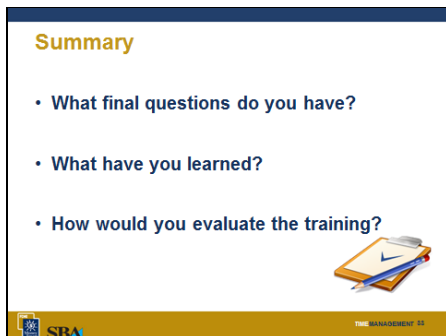 Summary
• What final questions do you have?
• What have you learned?
• How would you evaluate the training?
SBA
TIME MANAGEMENT